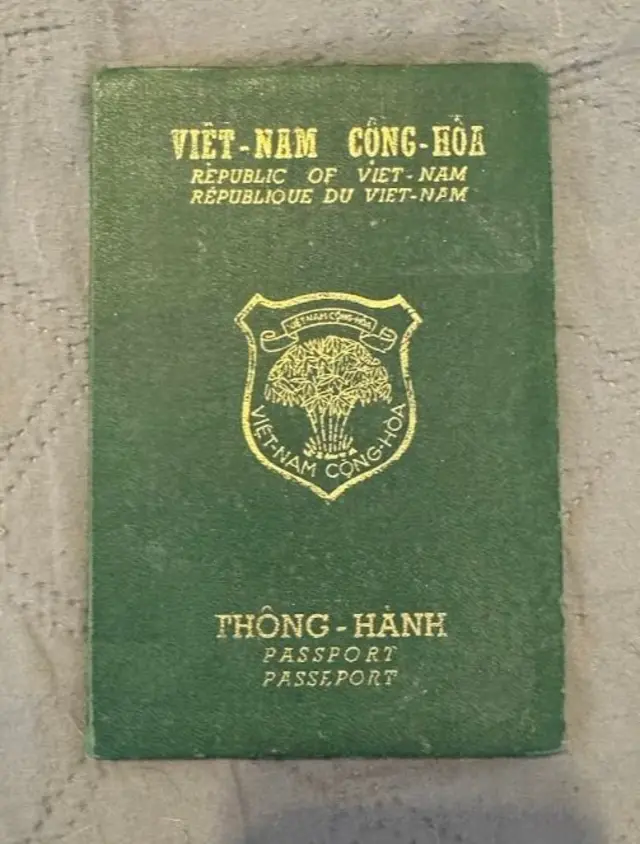 VIỆT-NAM CỘNG-HÒA
REPUBLIC OF VIET-NAM
RÉPUBLIQUE DU VIET-NAM
VIỆT NAM CỘNG-HÒA
VIỆT-NAM CỘNG-HÒA
THÔNG-HÀNH
PASSPORT
PASSEPORT